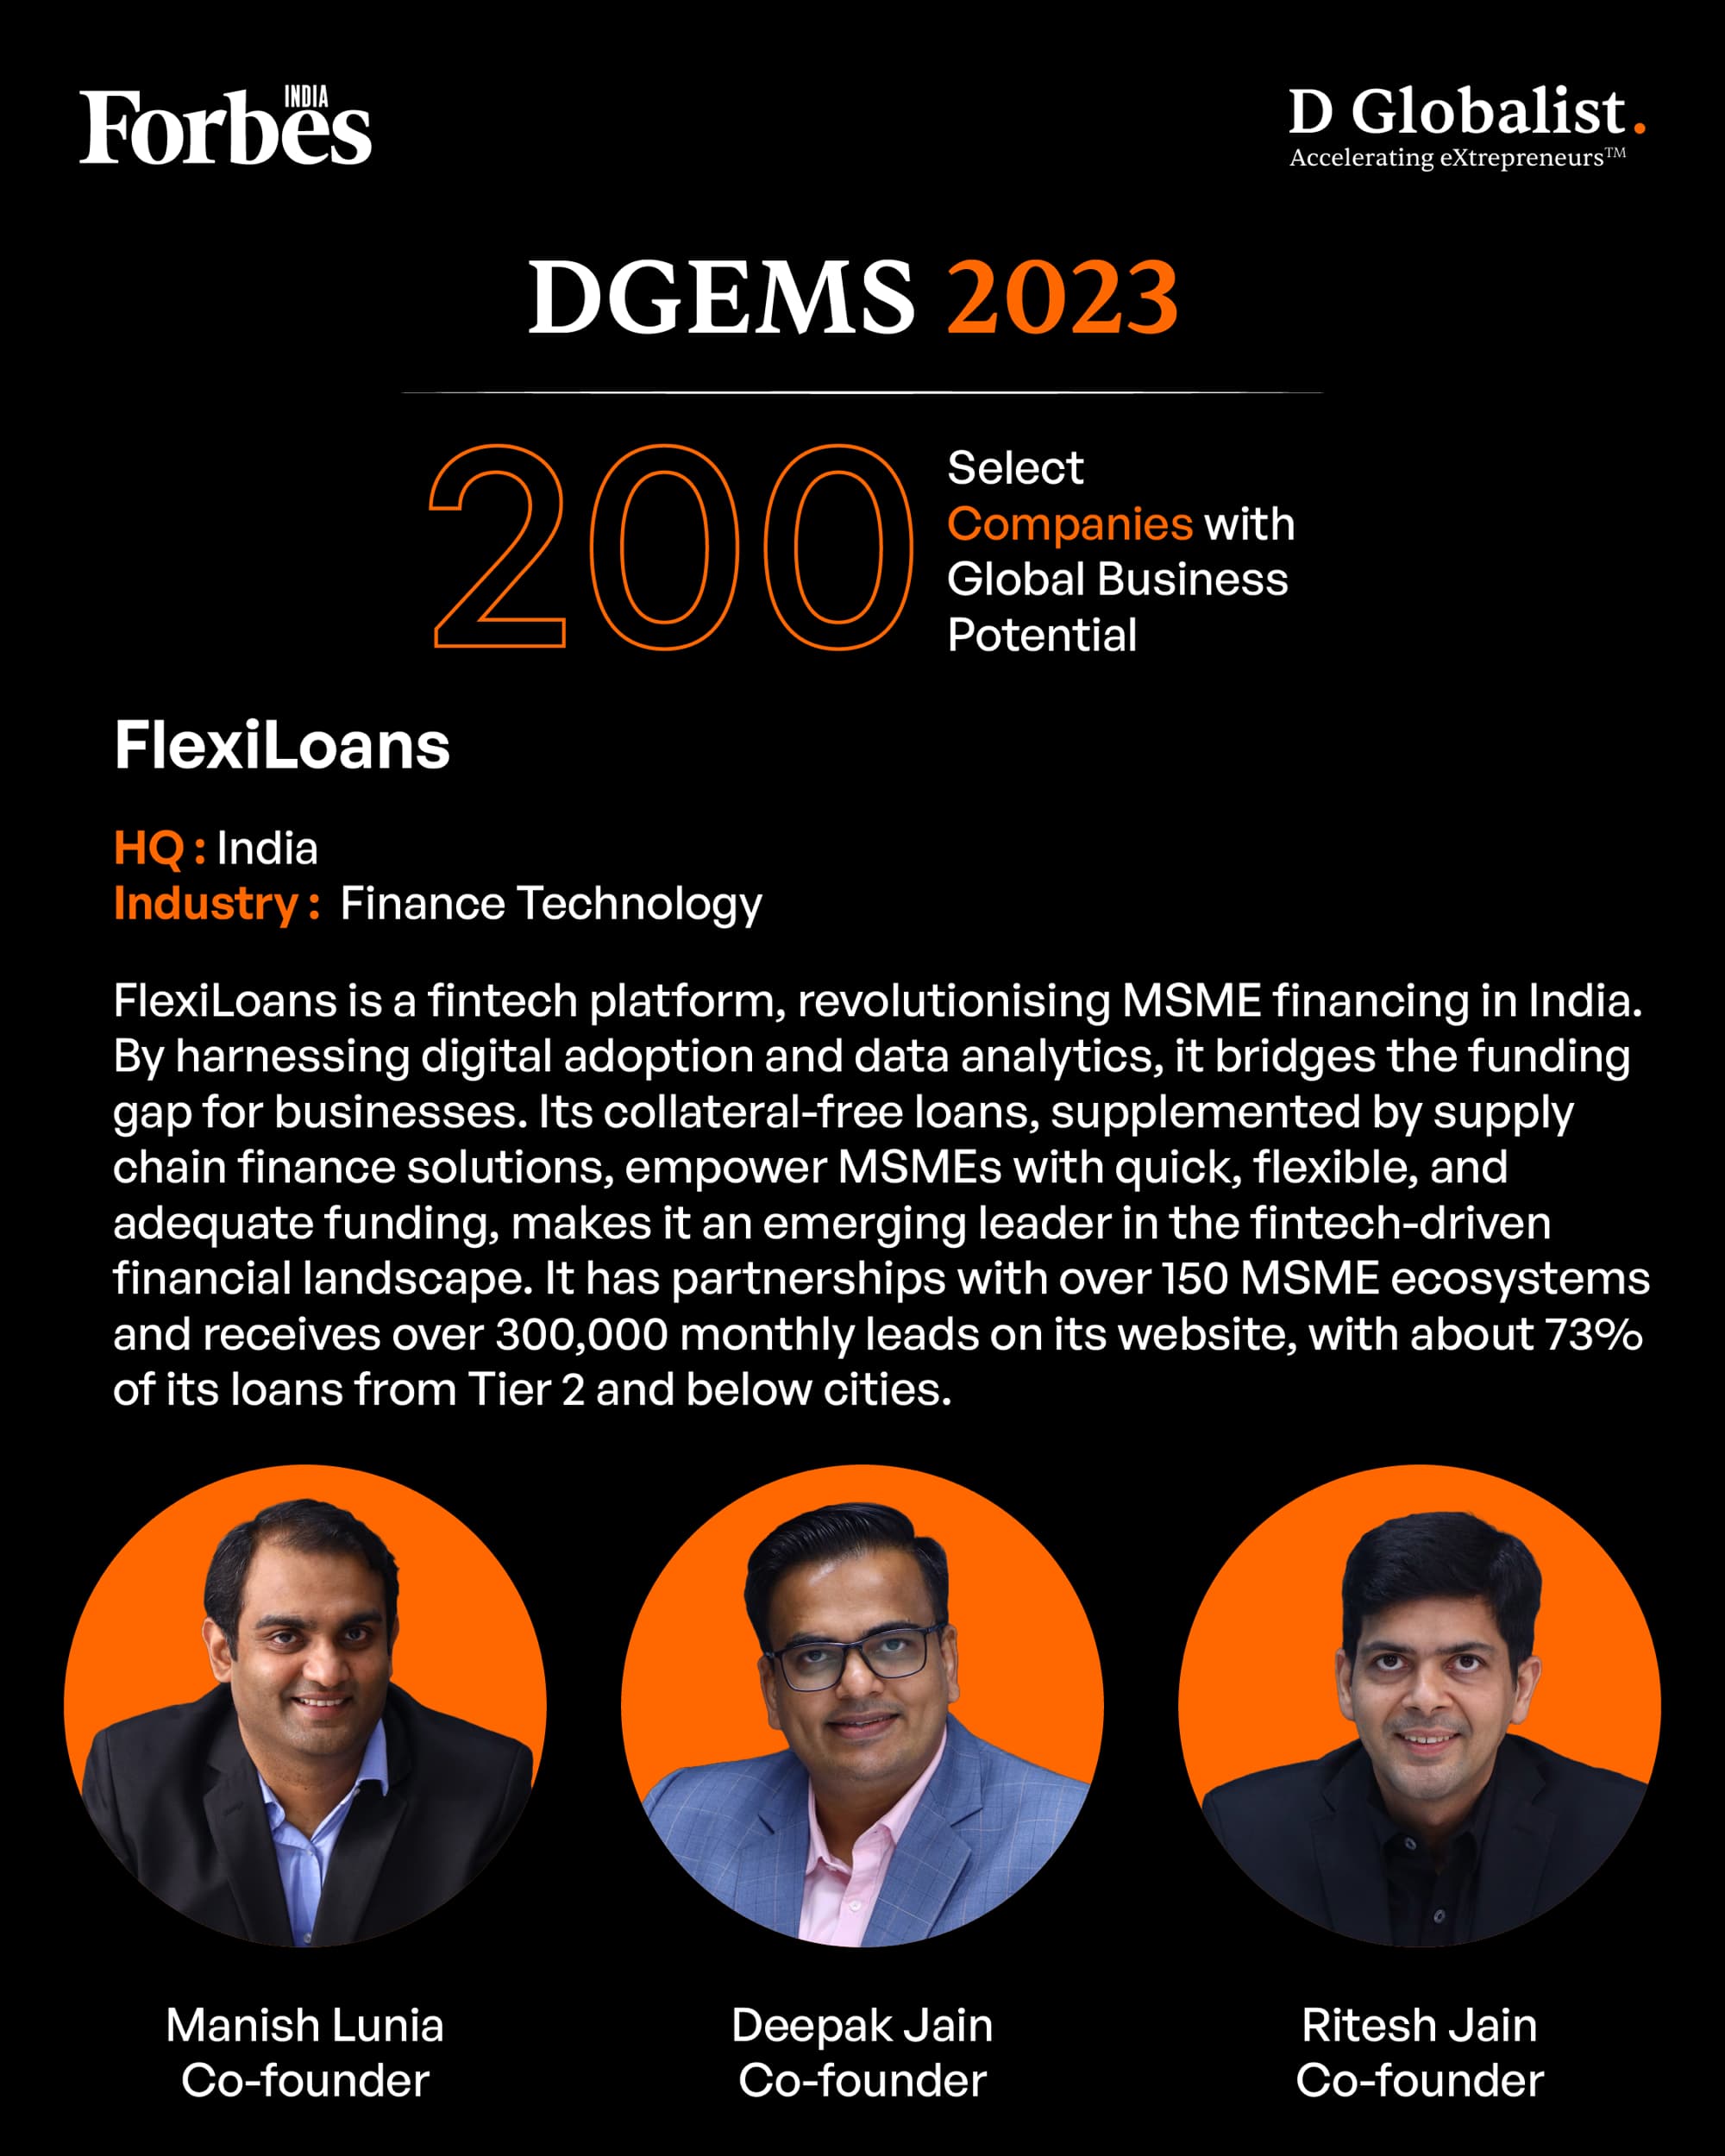 Forbes INDIA
D Globalist.
Accelerating eXtrepreneurs™
DGEMS 2023
200
Select
Companies with
Global Business
Potential
FlexiLoans
HQ : India
Industry : Finance Technology
FlexiLoans is a fintech platform, revolutionising MSME financing in India.
By harnessing digital adoption and data analytics, it bridges the funding
gap for businesses. Its collateral-free loans, supplemented by supply
chain finance solutions, empower MSMEs with quick, flexible, and
adequate funding, makes it an emerging leader in the fintech-driven
financial landscape. It has partnerships with over 150 MSME ecosystems
and receives over 300,000 monthly leads on its website, with about 73%
of its loans from Tier 2 and below cities.
Manish Lunia
Co-founder
Deepak Jain
Co-founder
Ritesh Jain
Co-founder